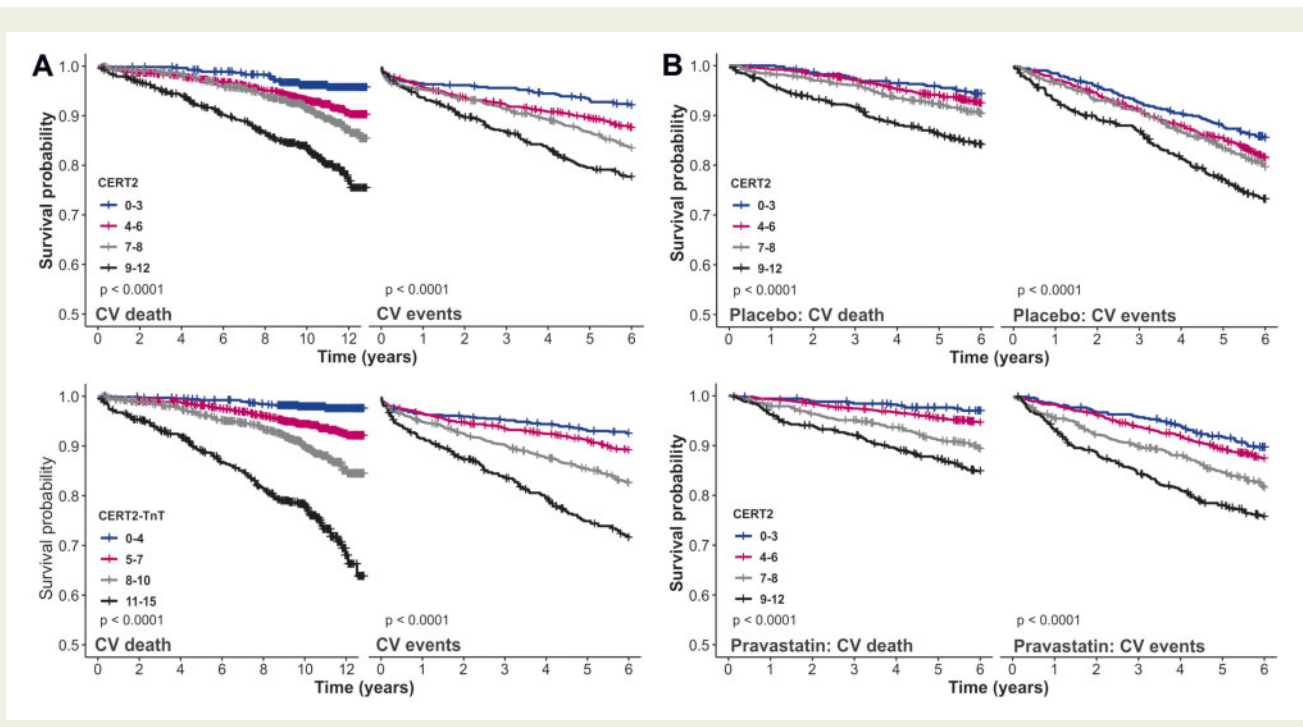 A
Survival probability
1.0
0.9
0.8
0.7
0.6
0.5
CERT2
0-3
4-6
7-8
9-12
p < 0.0001
CV death
p < 0.0001
CV events
0 2 4 6 8 10 12
0 1 2 3 4 5 6
Time (years)
Survival probability
1.0
0.9
0.8
0.7
0.6
0.5
CERT2-TnT
0-4
5-7
8-10
11-15
p < 0.0001
CV death
p < 0.0001
CV events
0 2 4 6 8 10 12
0 1 2 3 4 5 6
Time (years)
B
Survival probability
1.0
0.9
0.8
0.7
0.6
0.5
CERT2
0-3
4-6
7-8
9-12
p < 0.0001
Placebo: CV death
p < 0.0001
Placebo: CV events
0 1 2 3 4 5 6
0 1 2 3 4 5 6
Time (years)
Survival probability
1.0
0.9
0.8
0.7
0.6
0.5
CERT2
0-3
4-6
7-8
9-12
p < 0.0001
Pravastatin: CV death
p < 0.0001
Pravastatin: CV events
0 1 2 3 4 5 6
0 1 2 3 4 5 6
Time (years)